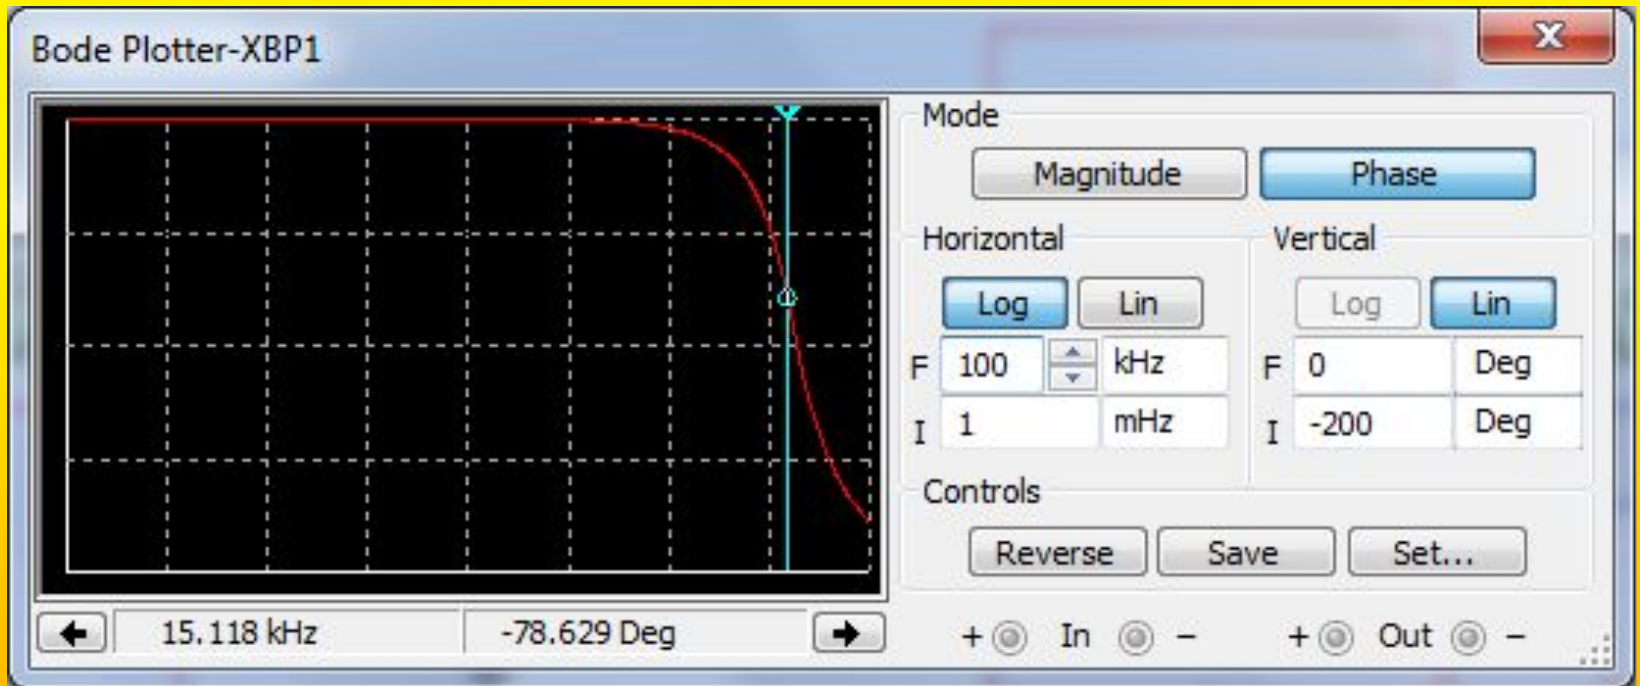 Bode Plotter-XBP1
x
Mode
Magnitude Phase
Horizontal Vertical
Log Lin Log Lin
F 100 kHz F 0 Deg
I 1 mHz I -200 Deg
Controls
Reverse Save Set...
15.118 kHz -78.629 Deg + In - + Out -